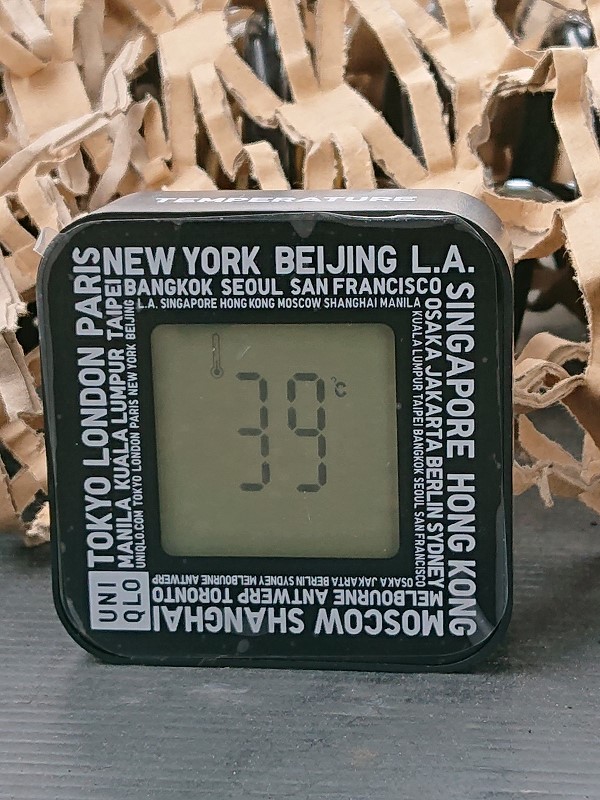 TEMPERATURE
NEW YORK BEIJING L.A.
BANGKOK SEOUL SAN FRANCISCO
L.A. SINGAPORE HONG KONG MOSCOW SHANGHAI MANILA
TOKYO LONDON PARIS
MANILA KUALA LUMPUR TAIPEI
UNIQLO.COM TOKYO LONDON PARIS NEW YORK BEIJING
39 °C
SINGAPORE HONG KONG
OSAKA JAKARTA BERLIN SYDNEY
KUALA LUMPUR TAIPEI BANGKOK SEOUL SAN FRANCISCO
OSAKA JAKARTA BERLIN SYDNEY MELBOURNE ANTWERP
MELBOURNE ANTWERP TORONTO
MOSCOW SHANGHAI
UNI
QLO